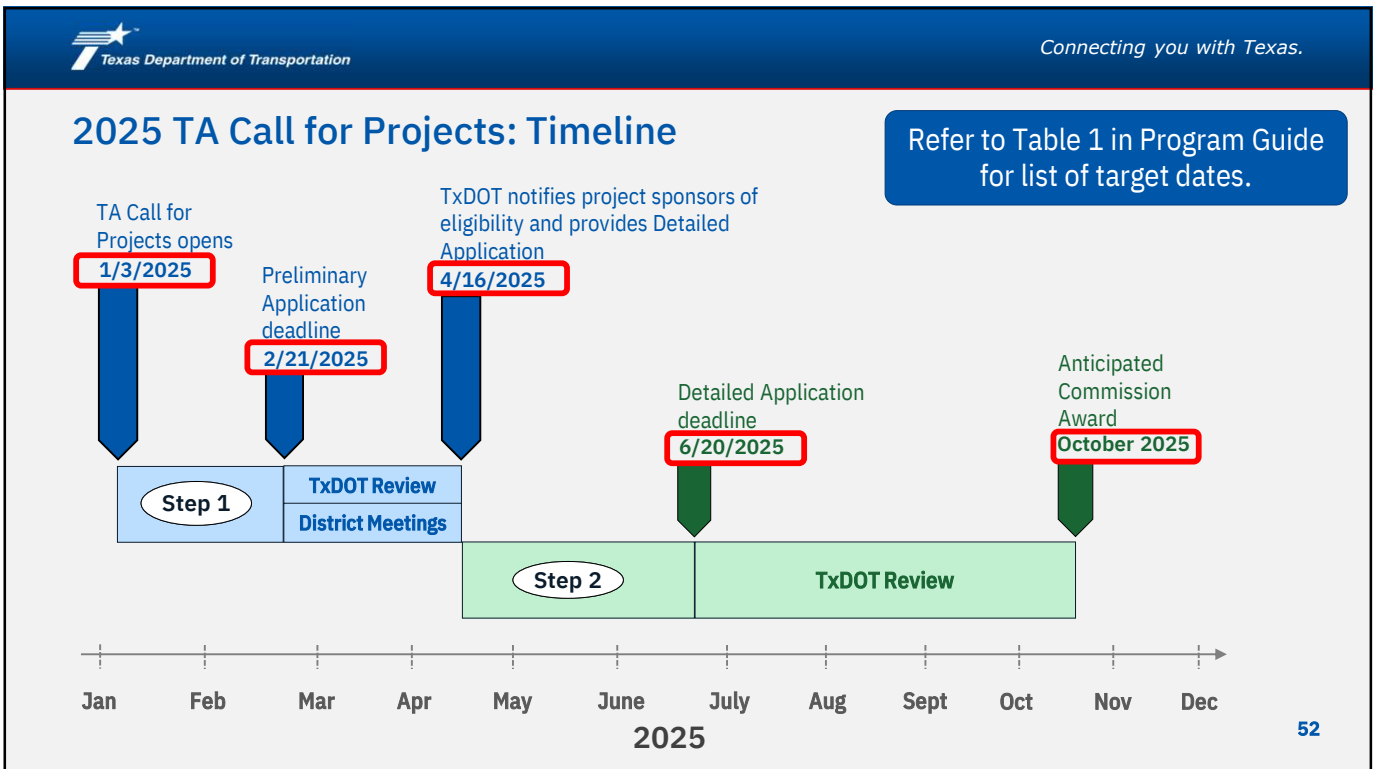 Texas Department of Transportation
Connecting you with Texas.
2025 TA Call for Projects: Timeline
Refer to Table 1 in Program Guide
for list of target dates.
TA Call for
Projects opens
1/3/2025
Preliminary
Application
deadline
2/21/2025
TxDOT notifies project sponsors of
eligibility and provides Detailed
Application
4/16/2025
Detailed Application
deadline
6/20/2025
Anticipated
Commission
Award
October 2025
Step 1
TxDOT Review
District Meetings
Step 2
TxDOT Review
Jan Feb Mar Apr May June July Aug Sept Oct Nov Dec
2025
52